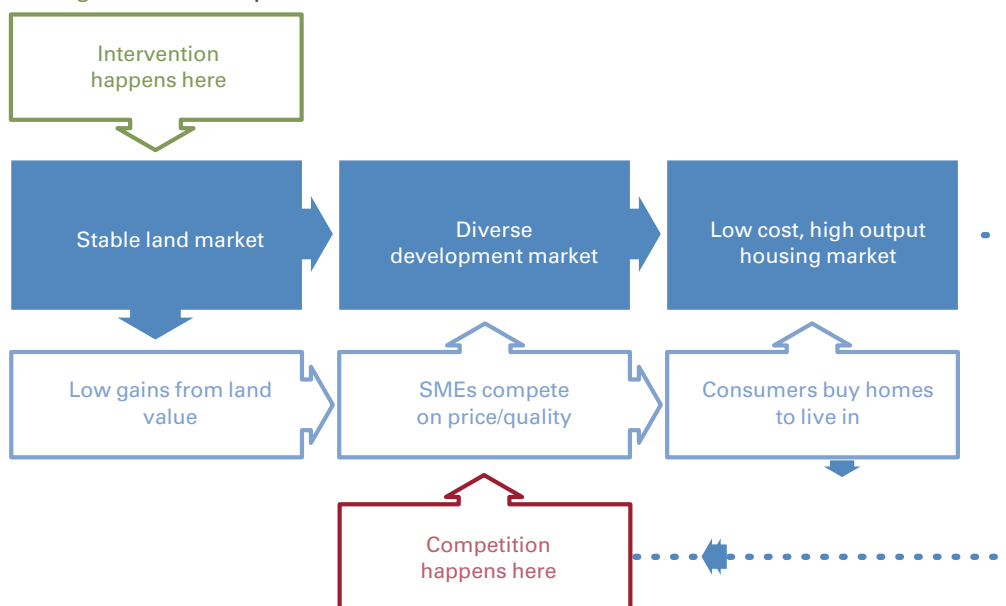 Intervention
happens here
Stable land market
Diverse
development market
Low cost, high output
housing market
Low gains from land
value
SMEs compete
on price/quality
Consumers buy homes
to live in
Competition
happens here